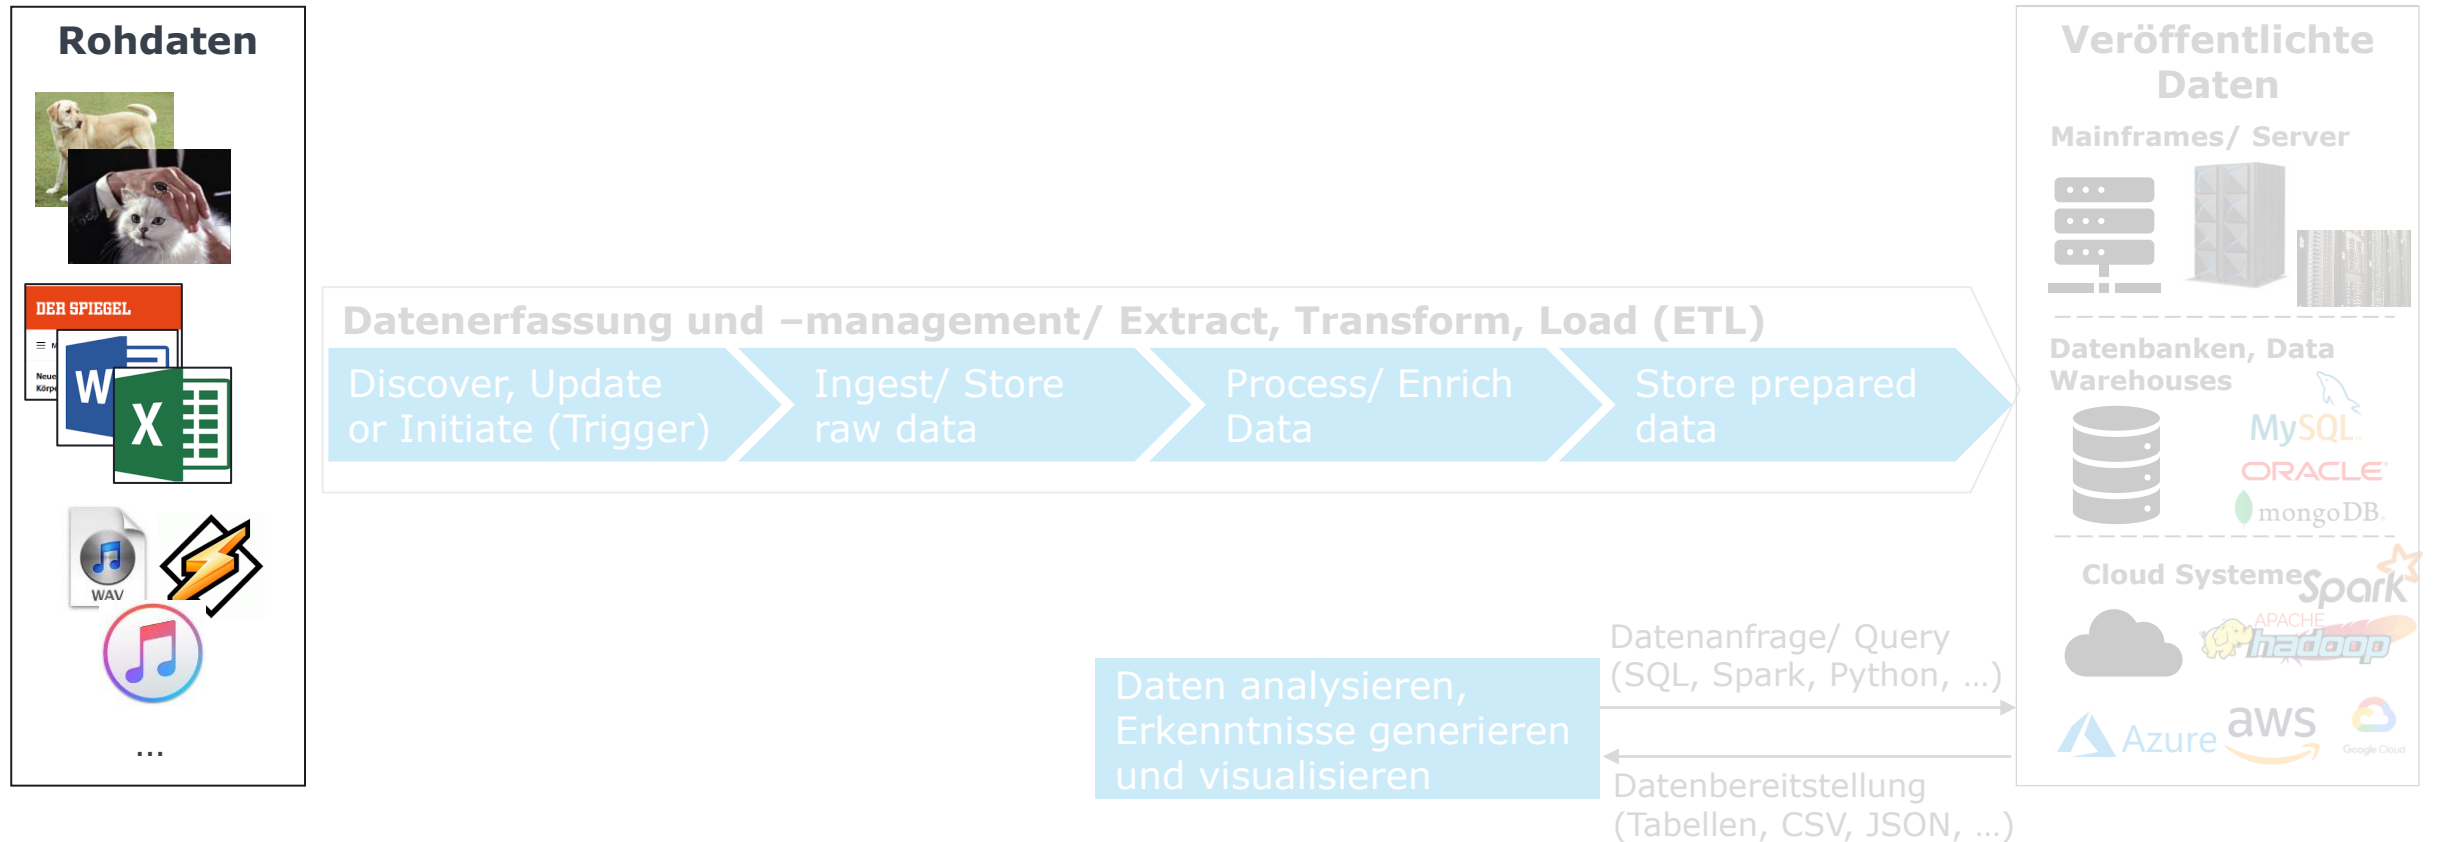 Rohdaten
DER SPIEGEL
Neue
Körpe
W
X
WAV
...
Datenerfassung und –management/ Extract, Transform, Load (ETL)
Discover, Update
or Initiate (Trigger)
Ingest/ Store
raw data
Process/ Enrich
Data
Store prepared
data
Daten analysieren,
Erkenntnisse generieren
und visualisieren
Datenanfrage/ Query
(SQL, Spark, Python, …)
Datenbereitstellung
(Tabellen, CSV, JSON, …)
Veröffentlichte
Daten
Mainframes/ Server
Datenbanken, Data
Warehouses
MySQL
ORACLE
mongoDB
Cloud Systeme
Spark
APACHE
hadoop
Azure
aws
Google Cloud